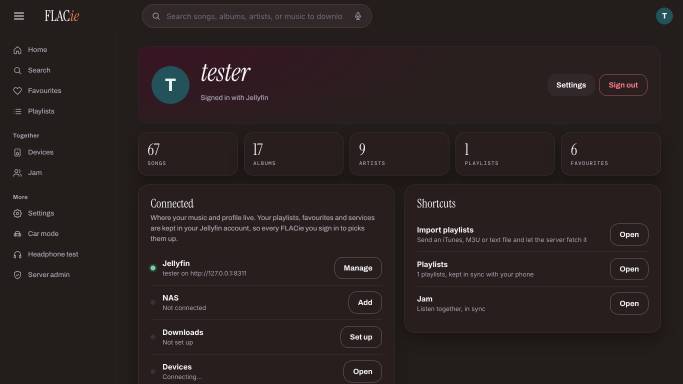 FLACie
Search songs, albums, artists, or music to downlo
T
Home
Search
Favourites
Playlists
Together
Devices
Jam
More
Settings
Car mode
Headphone test
Server admin
T
tester
Signed in with Jellyfin
Settings
Sign out
67
SONGS
17
ALBUMS
9
ARTISTS
1
PLAYLISTS
6
FAVOURITES
Connected
Where your music and profile live. Your playlists, favourites and services
are kept in your Jellyfin account, so every FLACie you sign in to picks
them up.
Jellyfin
tester on http://127.0.0.1:8311
Manage
NAS
Not connected
Add
Downloads
Not set up
Set up
Devices
Connecting...
Open
Shortcuts
Import playlists
Send an iTunes, M3U or text file and let the server fetch it
Open
Playlists
1 playlists, kept in sync with your phone
Open
Jam
Listen together, in sync
Open